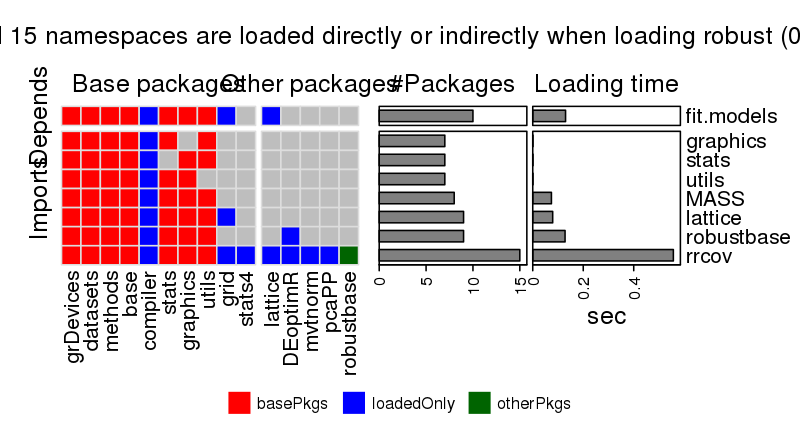 15 namespaces are loaded directly or indirectly when loading robust (0
Base packages
Other packages
#Packages
Loading time
Depends
fit.models
Imports
graphics
stats
utils
MASS
lattice
robustbase
rrcov
grDevices
datasets
methods
base
compiler
stats
graphics
utils
grid
stats4
lattice
DEoptimR
mvtnorm
pcaPP
robustbase
0
5
10
15
0
0.2
0.4
sec
basePkgs
loadedOnly
otherPkgs